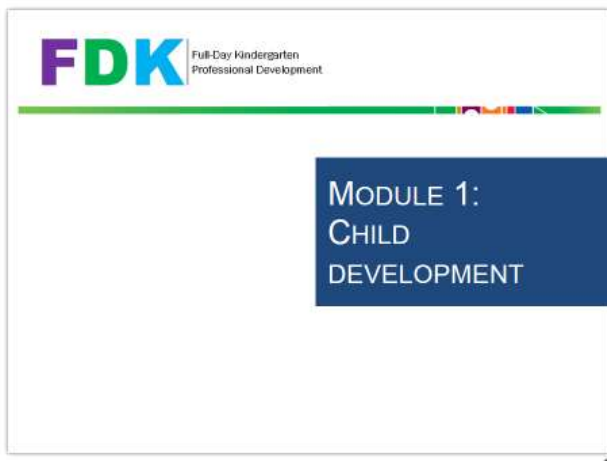 FDK
Full-Day Kindergarten
Professional Development
MODULE 1:
CHILD
DEVELOPMENT